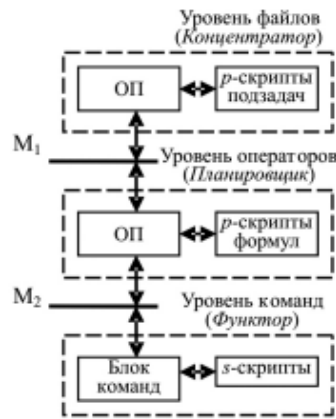 Уровень файлов
(Концентратор)
ОП
p-скрипты
подзадач
M₁
Уровень операторов
(Планировщик)
ОП
p-скрипты
формул
M₂
Уровень команд
(Функтор)
Блок
команд
s-скрипты